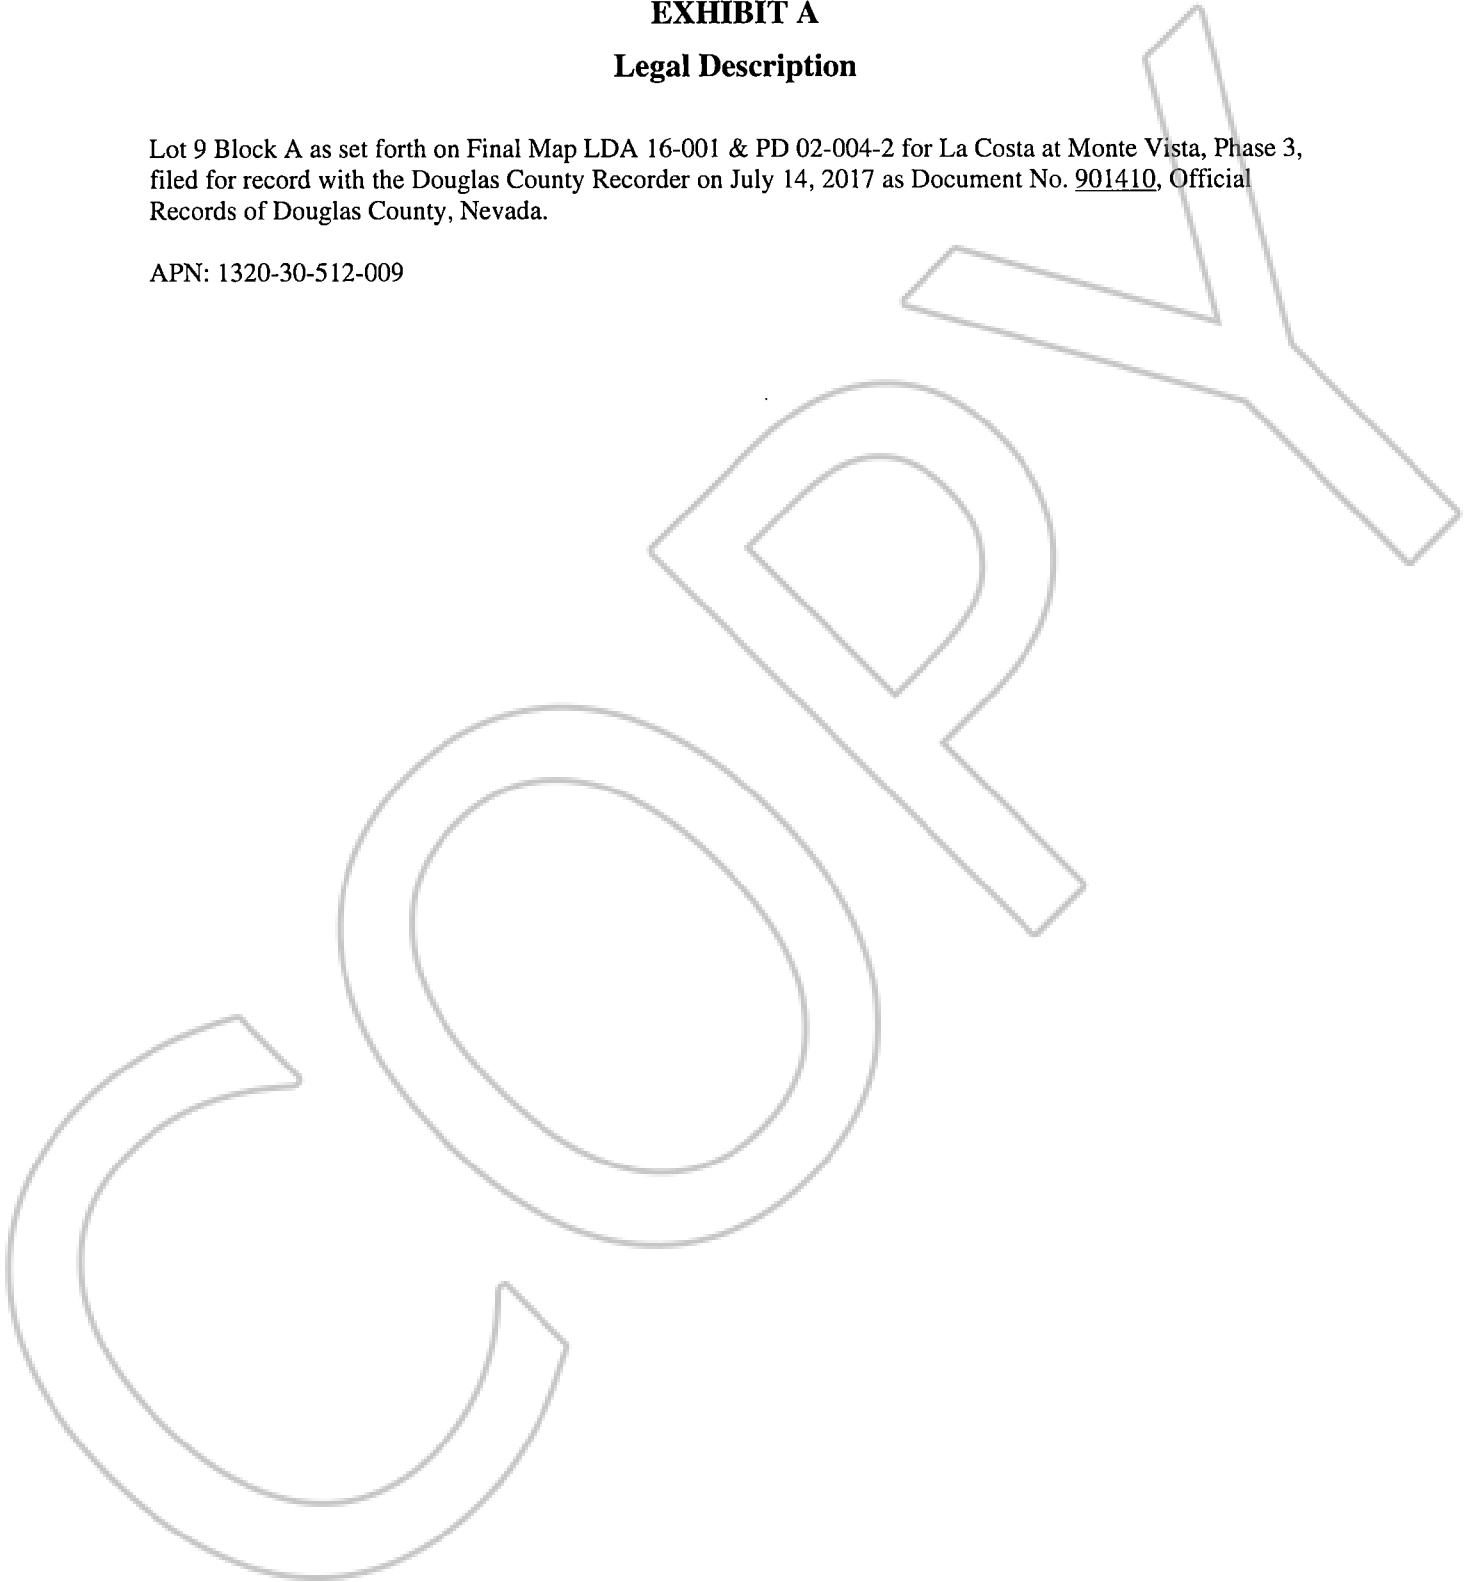 EXHIBIT A
Legal Description
Lot 9 Block A as set forth on Final Map LDA 16-001 & PD 02-004-2 for La Costa at Monte Vista, Phase 3,
filed for record with the Douglas County Recorder on July 14, 2017 as Document No. 901410, Official
Records of Douglas County, Nevada.
APN: 1320-30-512-009
COPY